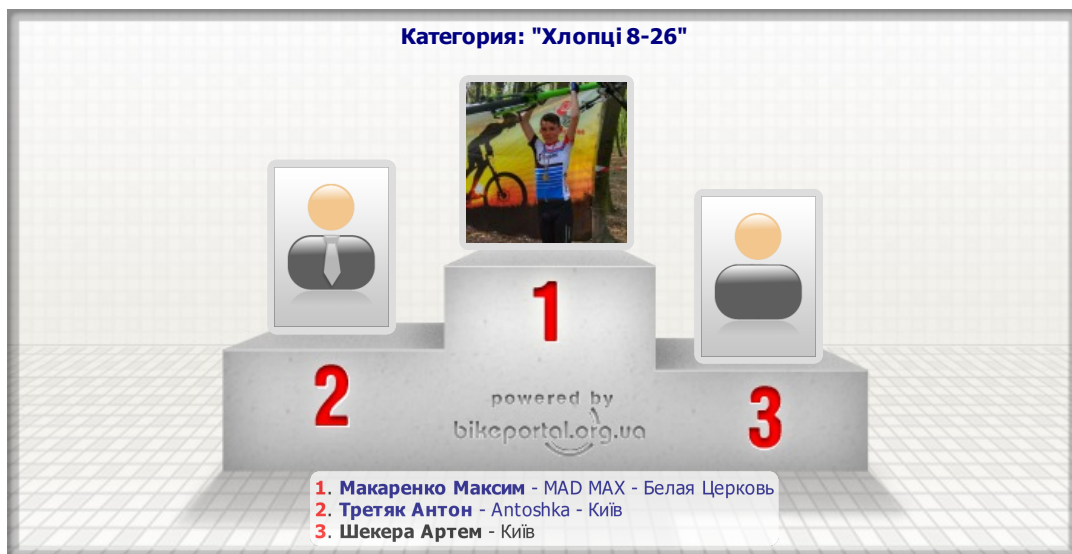 Категория: "Хлопці 8-26"
1
2
3
powered by
bikeportal.org.ua
1. Макаренко Максим - MAD MAX - Белая Церковь
2. Третяк Антон - Antoshka - Київ
3. Шекера Артем - Київ